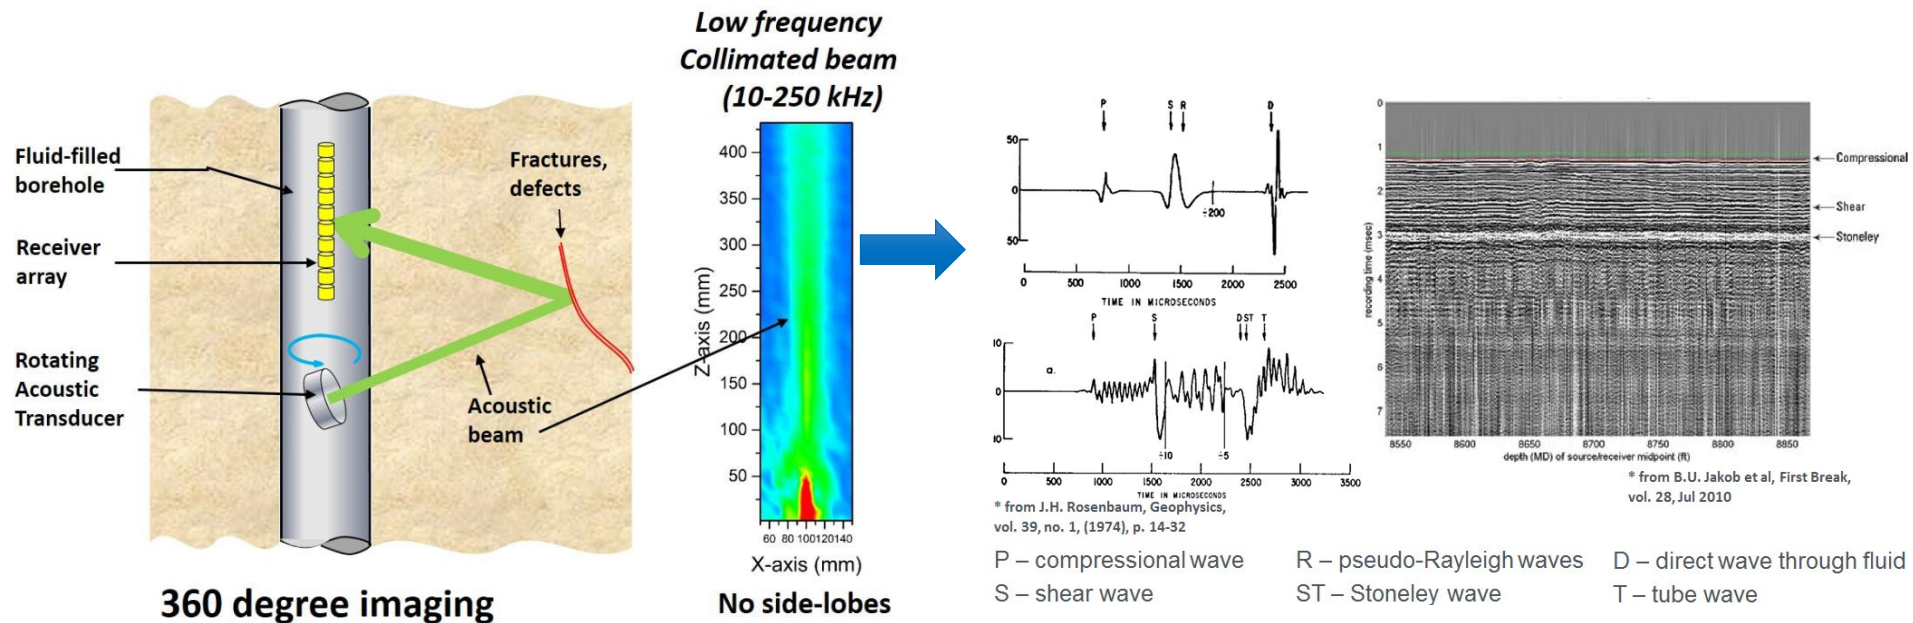 Low frequency
Collimated beam
(10-250 kHz)
Fluid-filled
borehole
Receiver
array
Rotating
Acoustic
Transducer
Fractures,
defects
Acoustic
beam
360 degree imaging
Z-axis (mm)
400
350
300
250
200
150
100
50
60 80 100 120 140
X-axis (mm)
No side-lobes
P S R D
50
0
50
÷200
0 500 1000 1500 2000 2500
TIME IN MICROSECONDS
P S D ST T
10
0
10
a.
÷10 ÷5
0 500 1000 1500 2000 2500 3000 3500
TIME IN MICROSECONDS
* from J.H. Rosenbaum, Geophysics,
vol. 39, no. 1, (1974), p. 14-32
recording time (msec)
0
1
2
3
4
5
6
7
Compressional
Shear
Stoneley
8550 8600 8650 8700 8750 8800 8850
depth (MD) of source/receiver midpoint (ft)
* from B.U. Jakob et al, First Break,
vol. 28, Jul 2010
P – compressional wave
R – pseudo-Rayleigh waves
D – direct wave through fluid
S – shear wave
ST – Stoneley wave
T – tube wave